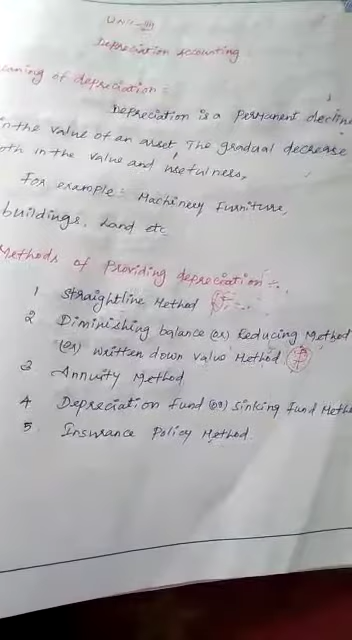 UNIT-III
Depreciation accounting
eaning of depreciation :-
Depreciation is a permanent decline
in the value of an asset, The gradual decrease
oth in the value and usefulness,
For example: Machinery Furniture,
buildings, Land etc
Methods of Providing depreciation :-
1 Straightline Method
2 Diminishing balance (or) Reducing Method
(or) written down value Method
3 Annuity Method
4 Depreciation fund (or) Sinking fund Metho
5 Insurance Policy Method.